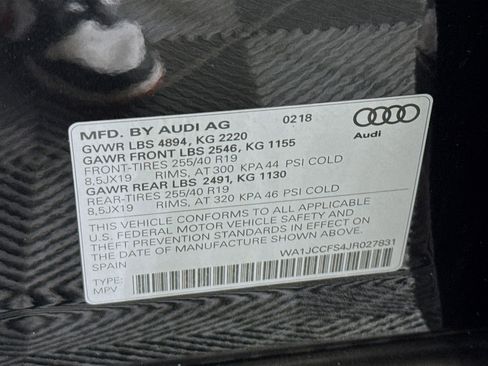 MFD. BY AUDI AG 0218
Audi
GVWR LBS 4894, KG 2220
GAWR FRONT LBS 2546, KG 1155
FRONT-TIRES 255/40 R19
8,5JX19 RIMS, AT 300 KPA 44 PSI COLD
GAWR REAR LBS 2491, KG 1130
REAR-TIRES 255/40 R19
8,5JX19 RIMS, AT 320 KPA 46 PSI COLD
THIS VEHICLE CONFORMS TO ALL APPLICABLE
U.S. FEDERAL MOTOR VEHICLE SAFETY AND
THEFT PREVENTION STANDARDS IN EFFECT
ON THE DATE OF MANUFACTURE SHOWN ABOVE.
SPAIN WA1JCCFS4JR027831
TYPE:
MPV